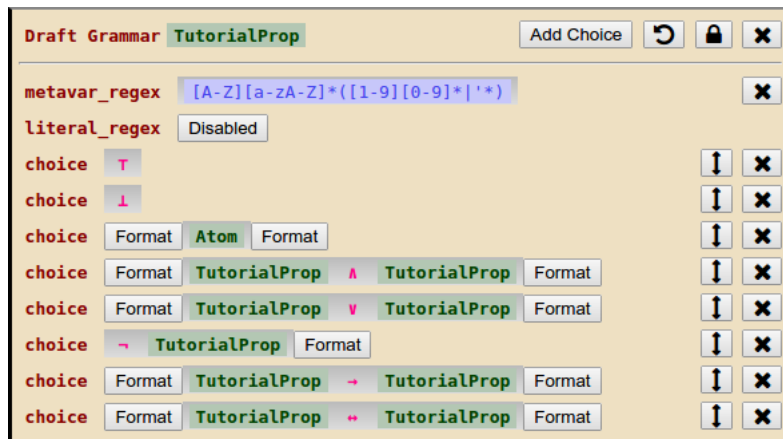 Draft Grammar TutorialProp Add Choice
metavar_regex [A-Z][a-zA-Z]*([1-9][0-9]*|'*)
literal_regex Disabled
choice ⊤
choice ⊥
choice Format Atom Format
choice Format TutorialProp ∧ TutorialProp Format
choice Format TutorialProp ∨ TutorialProp Format
choice ¬ TutorialProp Format
choice Format TutorialProp → TutorialProp Format
choice Format TutorialProp ↔ TutorialProp Format